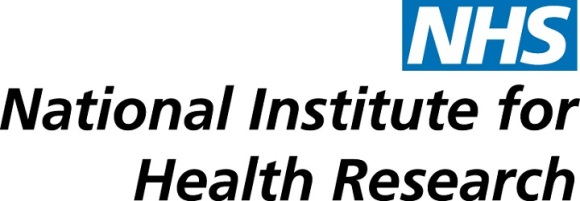 NHS
National Institute for
Health Research